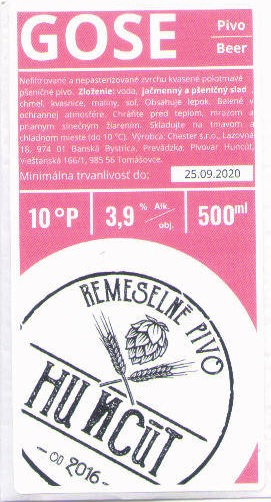 GOSE
Pivo
Beer
Nefiltrované a nepasterizované zvrchu kvasené polotmavé
pšeničné pivo. Zloženie: voda, jačmenný a pšeničný slad
chmel, kvasnice, maliny, soľ. Obsahuje lepok. Balené v
ochrannej atmosfére. Chráňte pred teplom, mrazom a
priamym slnečným žiarením. Skladujte na tmavom a
chladnom mieste (do 10 °C). Výrobca: Chester s.r.o., Lazovná
18, 974 01 Banská Bystrica, Prevádzka: Pivovar Huncút,
Vieštanská 166/1, 985 56 Tomášovce.
Minimálna trvanlivosť do: 25.09.2020
10 °P
3,9 % Alk. obj.
500ml
REMESELNÉ PIVO
HUNCÚT
- OD 2016 -